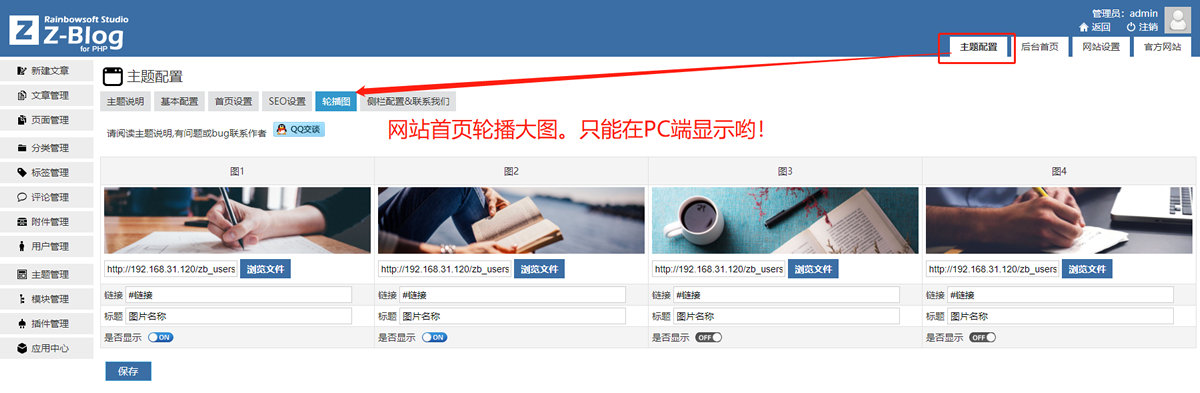 Rainbowsoft Studio
Z-Blog
for PHP
管理员：admin
返回 注销
主题配置 后台首页 网站设置 官方网站
新建文章
文章管理
页面管理
分类管理
标签管理
评论管理
附件管理
用户管理
主题管理
模块管理
插件管理
应用中心
主题配置
主题说明 基本配置 首页设置 SEO设置 轮播图 侧栏配置&联系我们
请阅读主题说明,有问题或bug联系作者 QQ交谈
网站首页轮播大图。只能在PC端显示哟！
图1 图2 图3 图4
http://192.168.31.120/zb_users 浏览文件 http://192.168.31.120/zb_users 浏览文件 http://192.168.31.120/zb_users 浏览文件 http://192.168.31.120/zb_users 浏览文件
链接 #链接 链接 #链接 链接 #链接 链接 #链接
标题 图片名称 标题 图片名称 标题 图片名称 标题 图片名称
是否显示 ON 是否显示 ON 是否显示 OFF 是否显示 OFF
保存